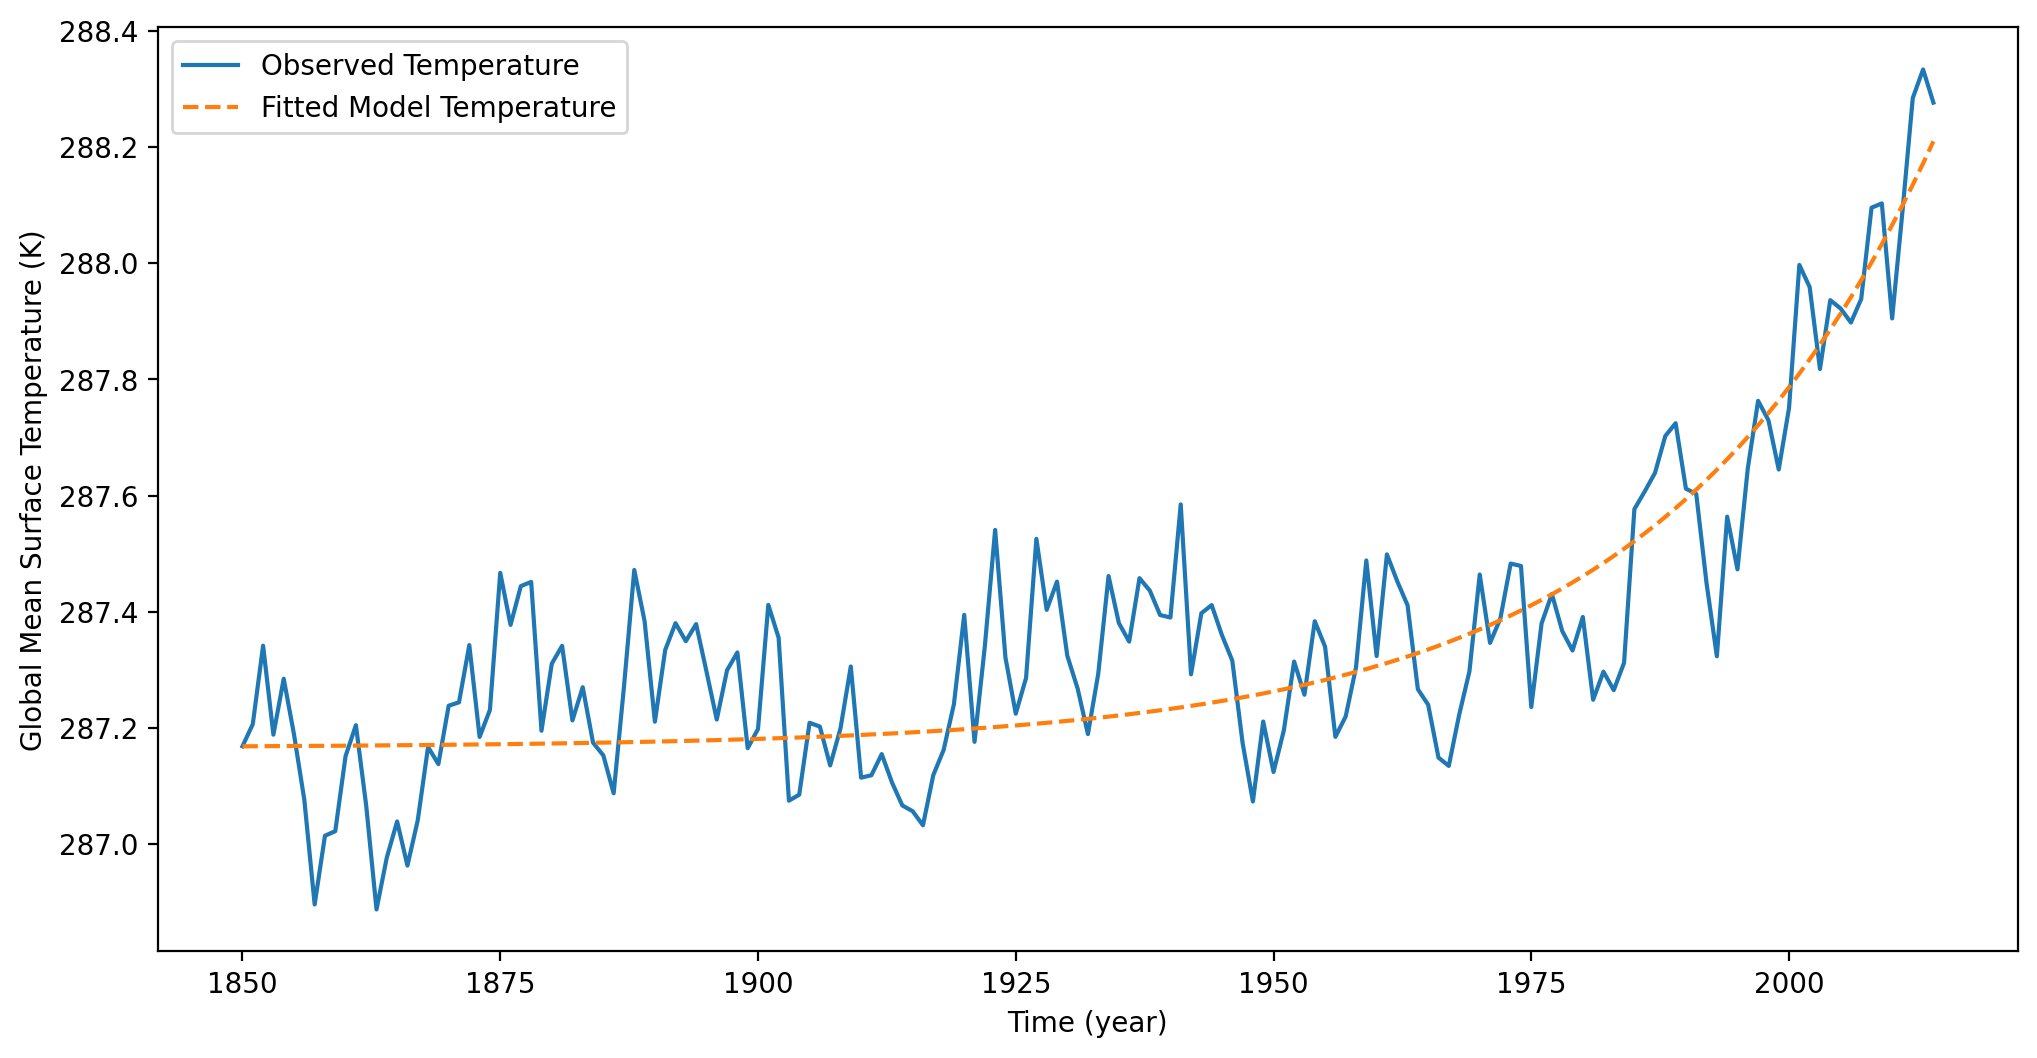 288.4
288.2
288.0
287.8
287.6
287.4
287.2
287.0
Global Mean Surface Temperature (K)
Observed Temperature
Fitted Model Temperature
1850 1875 1900 1925 1950 1975 2000
Time (year)